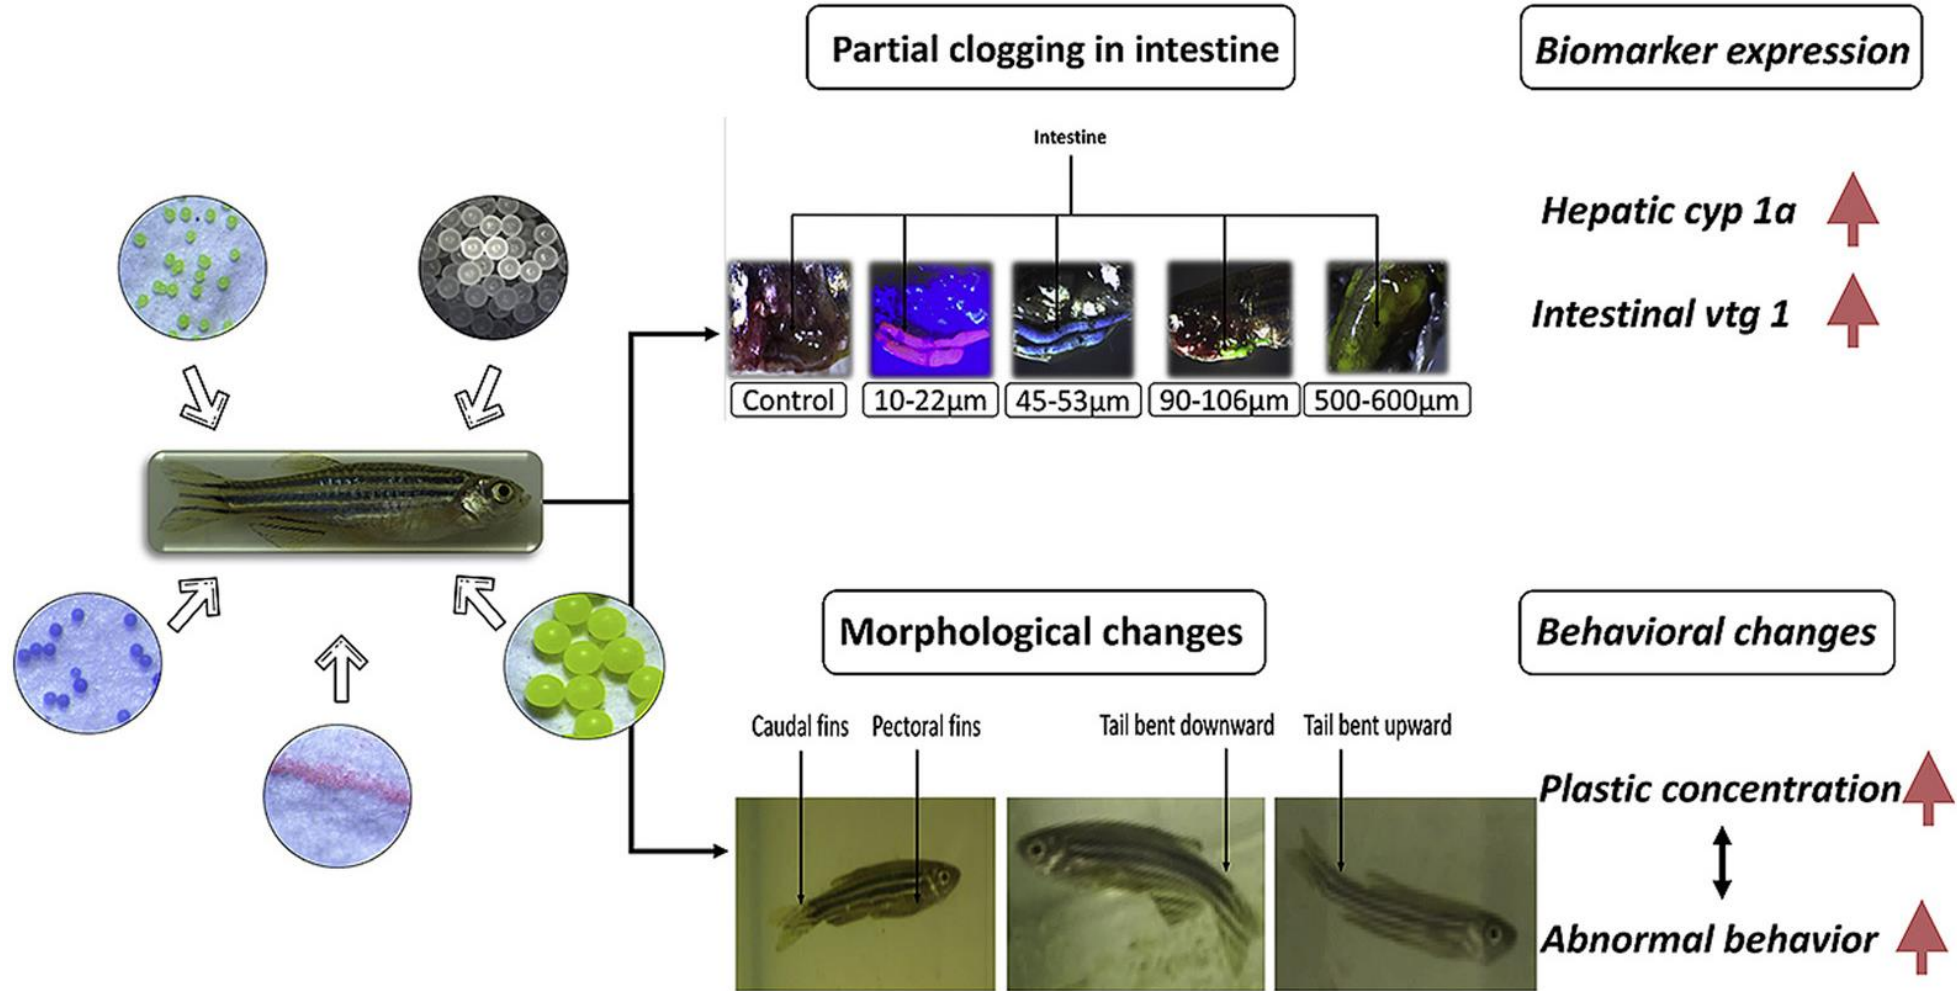 Partial clogging in intestine
Biomarker expression
Intestine
Hepatic cyp 1a
Intestinal vtg 1
Control
10-22µm
45-53µm
90-106µm
500-600µm
Morphological changes
Behavioral changes
Caudal fins
Pectoral fins
Tail bent downward
Tail bent upward
Plastic concentration
Abnormal behavior